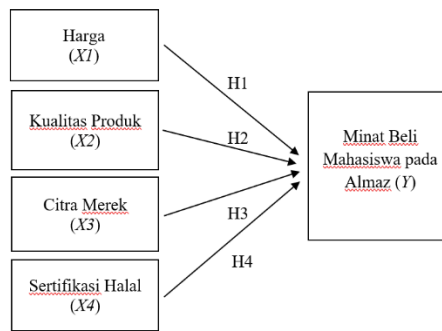 Harga
(X1)
H1
Kualitas Produk
(X2)
H2
Minat Beli
Mahasiswa pada
Almaz (Y)
Citra Merek
(X3)
H3
H4
Sertifikasi Halal
(X4)